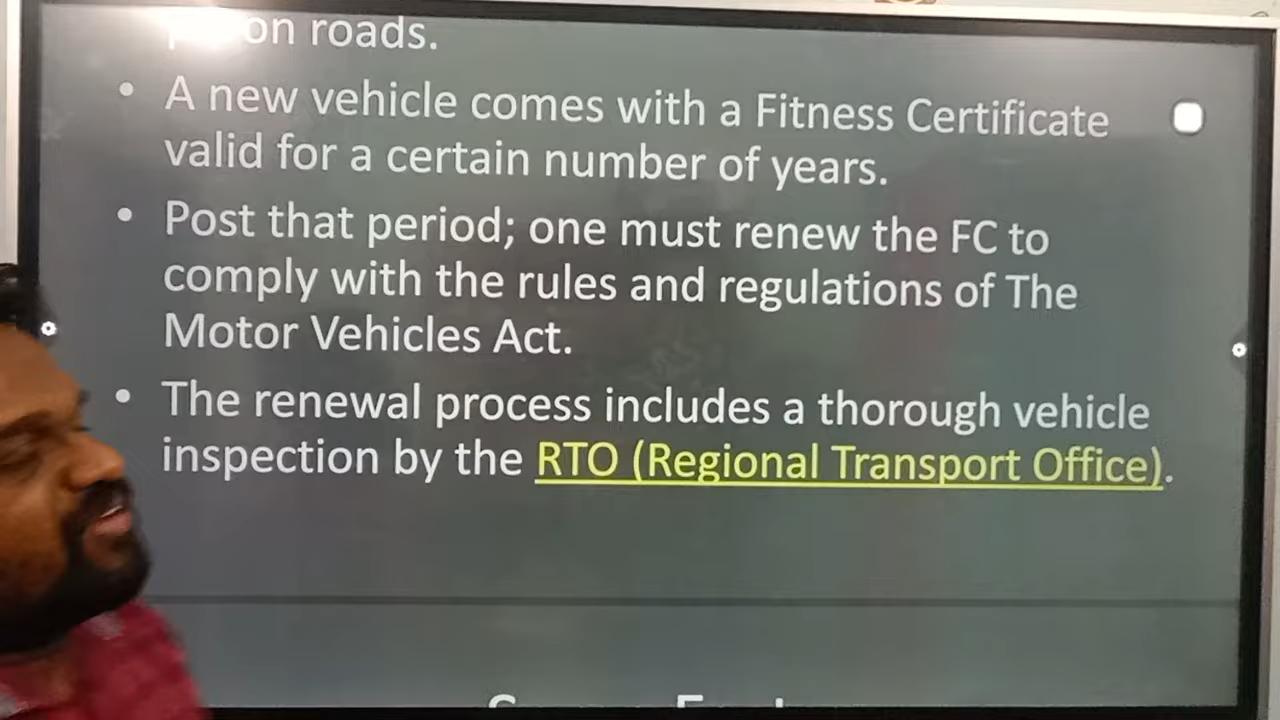 on roads.
• A new vehicle comes with a Fitness Certificate
valid for a certain number of years.
• Post that period; one must renew the FC to
comply with the rules and regulations of The
Motor Vehicles Act.
• The renewal process includes a thorough vehicle
inspection by the RTO (Regional Transport Office).